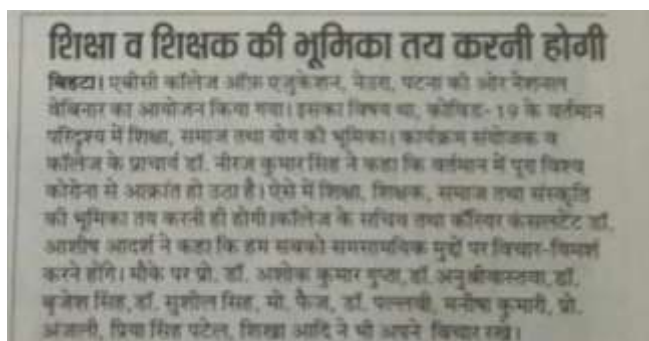 शिक्षा व शिक्षक की भूमिका तय करनी होगी
बिहटा। एबीसी कॉलेज ऑफ एजुकेशन, नेउरा, पटना की ओर नेशनल
वेबिनार का आयोजन किया गया। इसका विषय था, कोविड-19 के वर्तमान
परिदृश्य में शिक्षा, समाज तथा योग की भूमिका। कार्यक्रम संयोजक व
कॉलेज के प्राचार्य डॉ. नीरज कुमार सिंह ने कहा कि वर्तमान में पूरा विश्व
कोरोना से आक्रांत हो उठा है। ऐसे में शिक्षा, शिक्षक, समाज तथा संस्कृति
की भूमिका तय करनी ही होगी।कॉलेज के सचिव तथा कॅरियर कंसलटेंट डॉ.
आशीष आदर्श ने कहा कि हम सबको समसामयिक मुद्दों पर विचार-विमर्श
करने होंगे। मौके पर प्रो. डॉ. अशोक कुमार गुप्ता, डॉ. अनुश्रीवास्तवा, डॉ.
बृजेश सिंह, डॉ. सुशील सिंह, मो. फैज, डॉ. पल्लवी, मनीषा कुमारी, प्रो.
अंजली, प्रिया सिंह पटेल, शिखा आदि ने भी अपने विचार रखे।